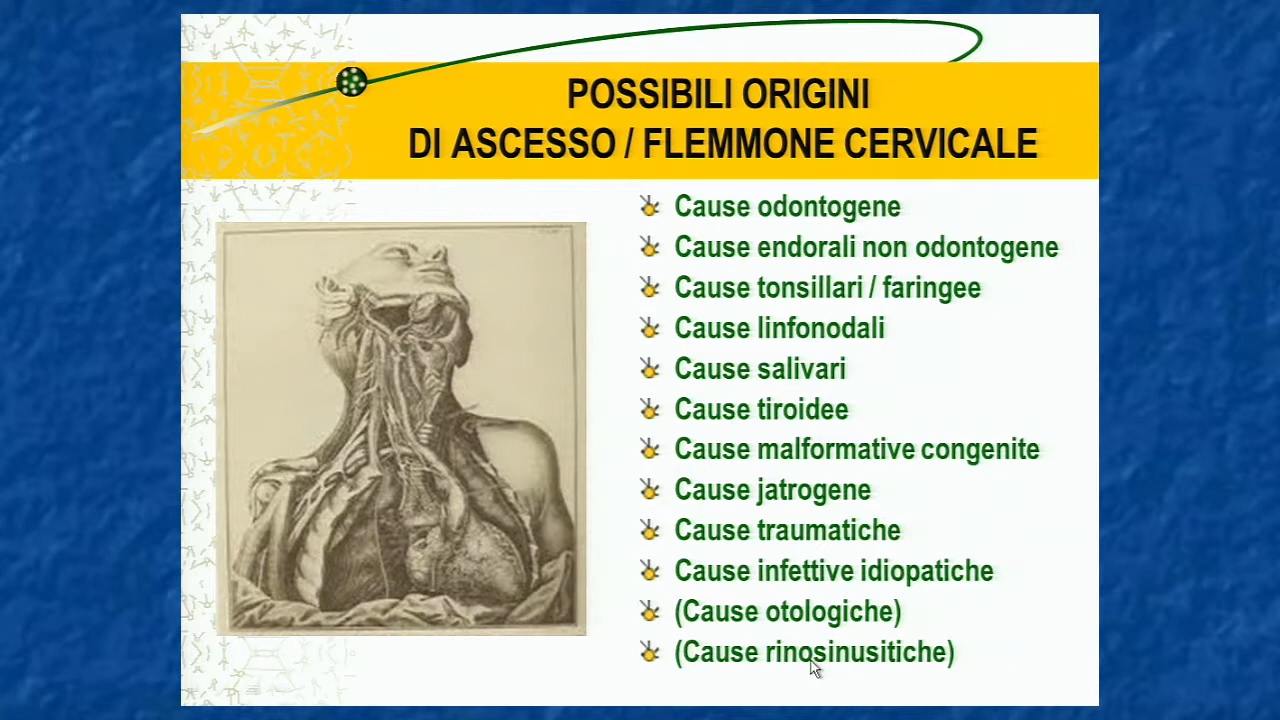 POSSIBILI ORIGINI
DI ASCESSO / FLEMMONE CERVICALE
Cause odontogene
Cause endorali non odontogene
Cause tonsillari / faringee
Cause linfonodali
Cause salivari
Cause tiroidee
Cause malformative congenite
Cause jatrogene
Cause traumatiche
Cause infettive idiopatiche
(Cause otologiche)
(Cause rinosinusitiche)